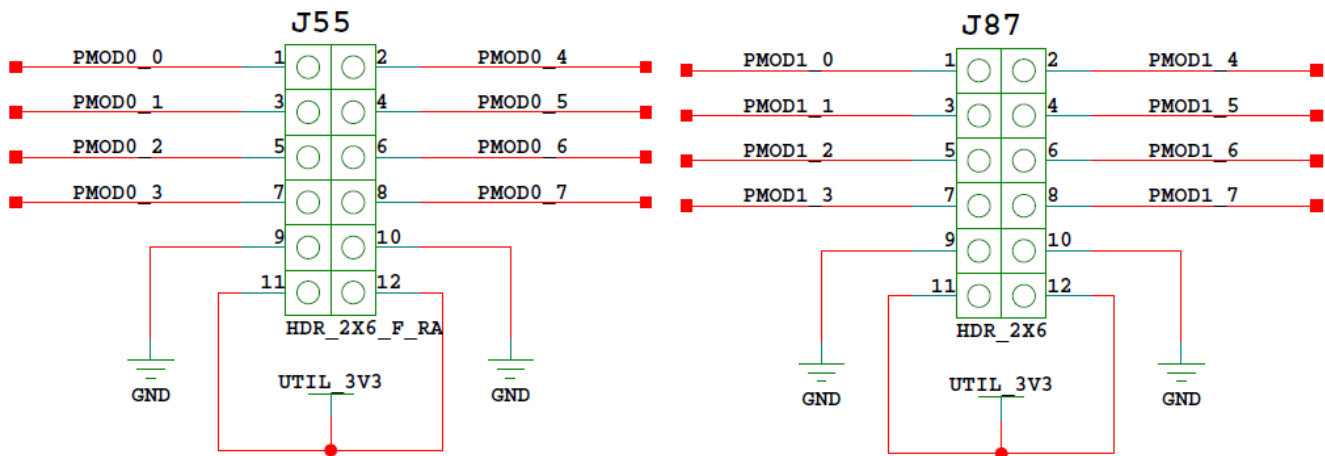 J55
PMOD0_0 1 2 PMOD0_4
PMOD0_1 3 4 PMOD0_5
PMOD0_2 5 6 PMOD0_6
PMOD0_3 7 8 PMOD0_7
9 10
11 12
HDR_2X6_F_RA
UTIL_3V3
GND GND
J87
PMOD1_0 1 2 PMOD1_4
PMOD1_1 3 4 PMOD1_5
PMOD1_2 5 6 PMOD1_6
PMOD1_3 7 8 PMOD1_7
9 10
11 12
HDR_2X6
UTIL_3V3
GND GND